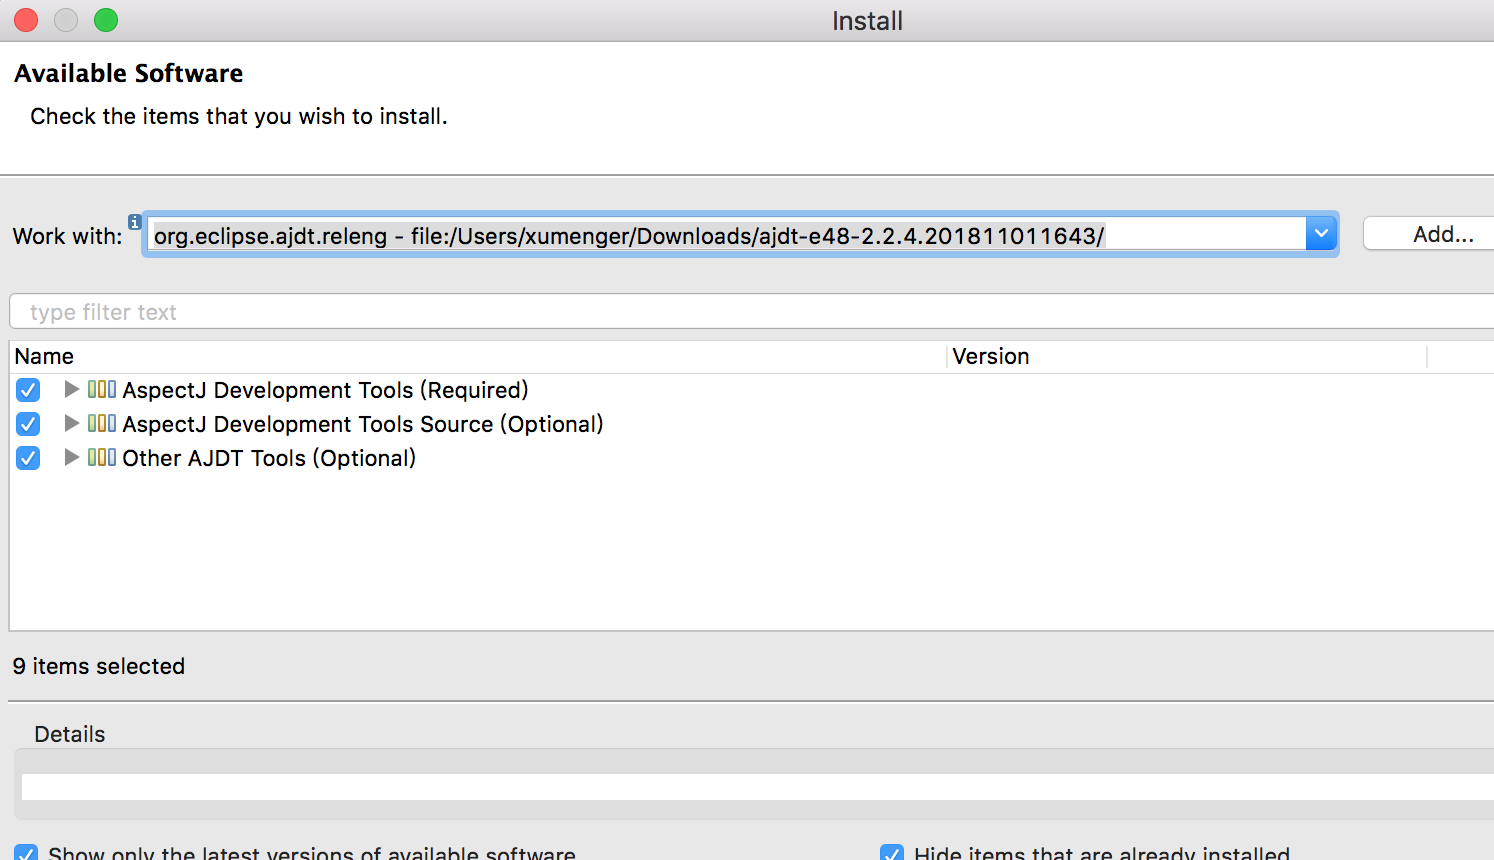 Install
Available Software
Check the items that you wish to install.
Work with: org.eclipse.ajdt.releng - file:/Users/xumenger/Downloads/ajdt-e48-2.2.4.201811011643/ Add...
type filter text
Name Version
AspectJ Development Tools (Required)
AspectJ Development Tools Source (Optional)
Other AJDT Tools (Optional)
9 items selected
Details
Show only the latest versions of available software Hide items that are already installed